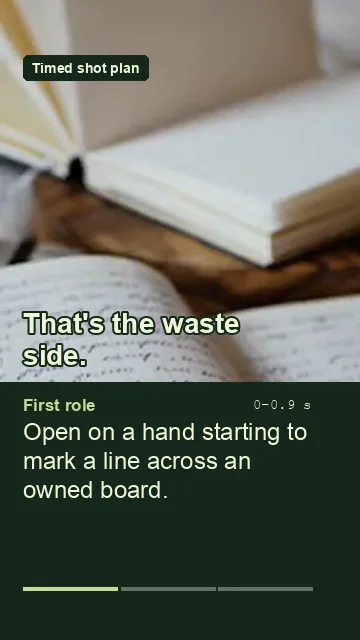 Timed shot plan
That's the waste
side.
First role
0–0.9 s
Open on a hand starting to
mark a line across an
owned board.